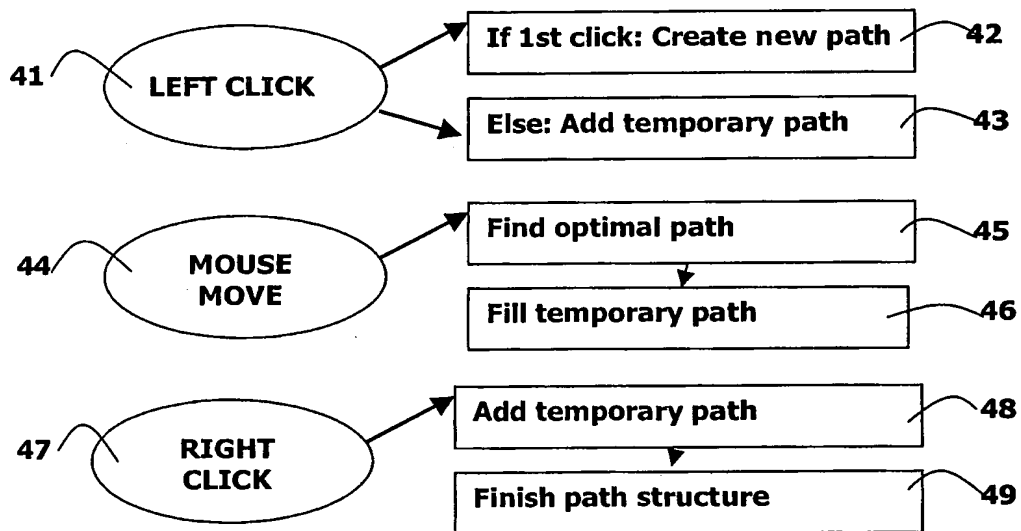 If 1st click: Create new path 42
41 LEFT CLICK
Else: Add temporary path 43
Find optimal path 45
44 MOUSE
MOVE
Fill temporary path 46
Add temporary path 48
47 RIGHT
CLICK
Finish path structure 49